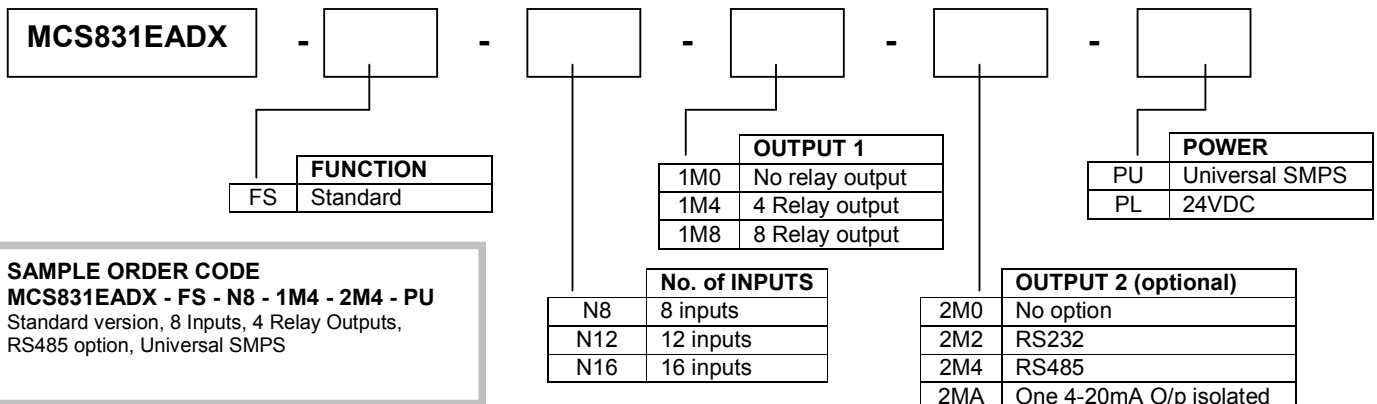 MCS831EADX - - - - -
FUNCTION
FS Standard
OUTPUT 1
1M0 No relay output
1M4 4 Relay output
1M8 8 Relay output
POWER
PU Universal SMPS
PL 24VDC
SAMPLE ORDER CODE
MCS831EADX - FS - N8 - 1M4 - 2M4 - PU
Standard version, 8 Inputs, 4 Relay Outputs,
RS485 option, Universal SMPS
No. of INPUTS
N8 8 inputs
N12 12 inputs
N16 16 inputs
OUTPUT 2 (optional)
2M0 No option
2M2 RS232
2M4 RS485
2MA One 4-20mA O/p isolated